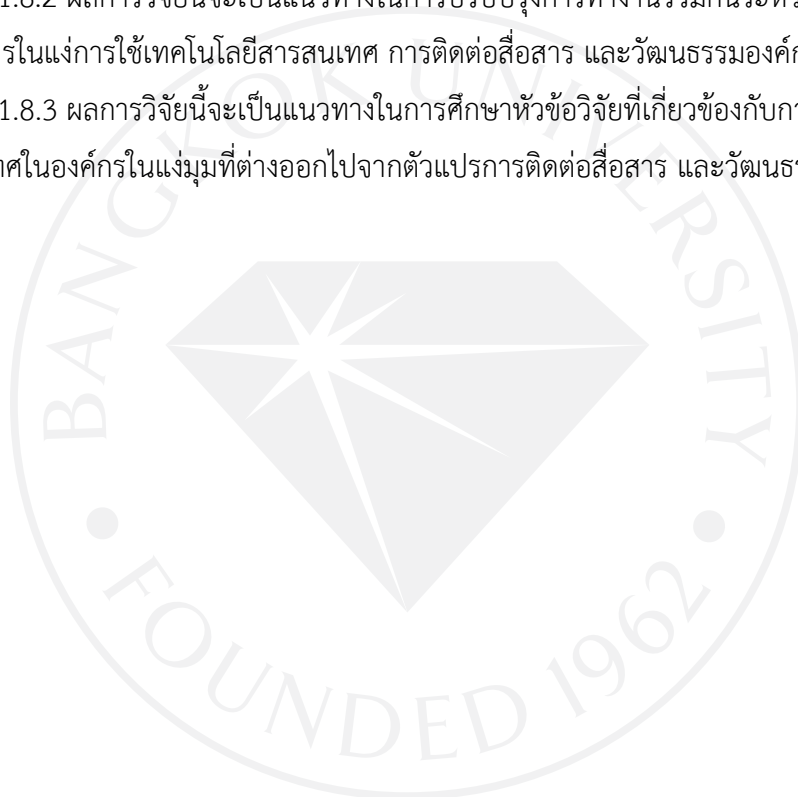 1.8.2 ผลการวิจัยนี้จะเป็นแนวทางในการปรับปรุงการทำงานร่วมกันระหว
รในแง่การใช้เทคโนโลยีสารสนเทศ การติดต่อสื่อสาร และวัฒนธรรมองค์ก
1.8.3 ผลการวิจัยนี้จะเป็นแนวทางในการศึกษาหัวข้อวิจัยที่เกี่ยวข้องกับก
ทศในองค์กรในแง่มุมที่ต่างออกไปจากตัวแปรการติดต่อสื่อสาร และวัฒนธร
BANGKOK UNIVERSITY
FOUNDED 1962